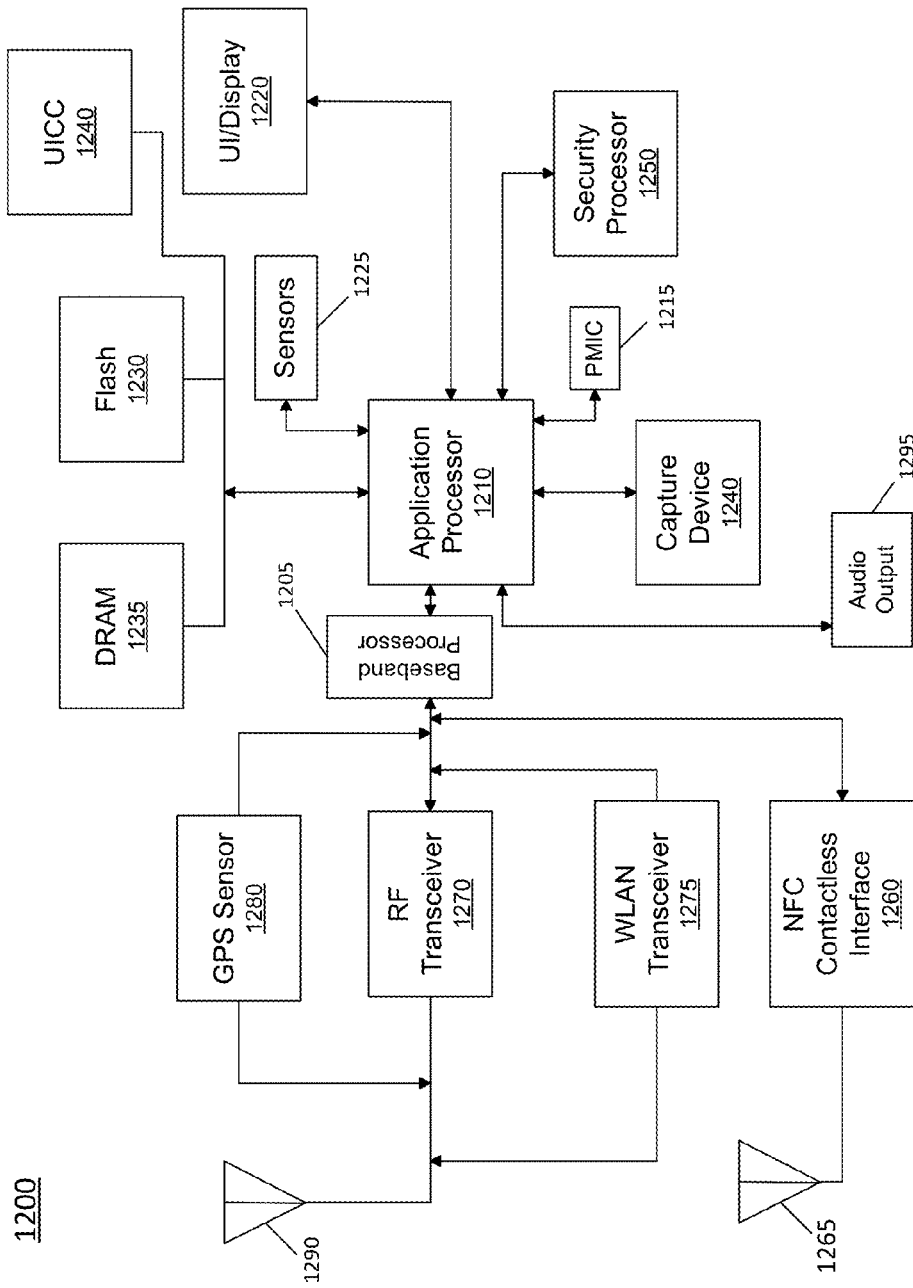 1200
UICC
1240
UI/Display
1220
Flash
1230
Sensors
1225
DRAM
1235
Security
Processor
1250
PMIC
1215
Application
Processor
1210
Capture
Device
1240
Audio
Output
1295
Baseband
Processor
1205
GPS Sensor
1280
RF
Transceiver
1270
WLAN
Transceiver
1275
NFC
Contactless
Interface
1260
1290
1265